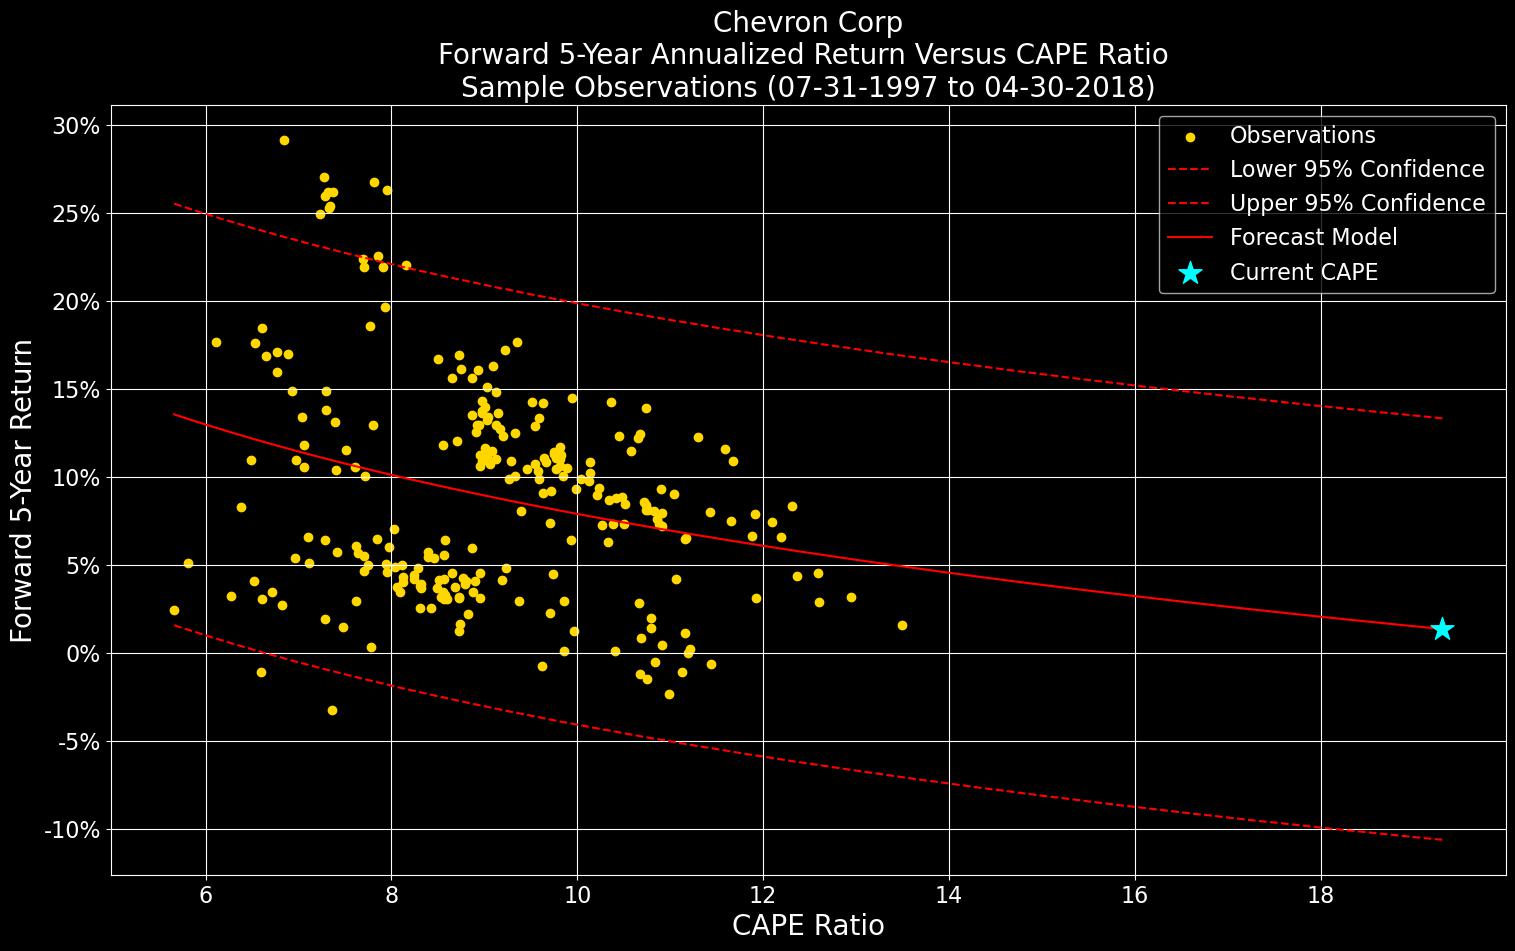 Chevron Corp
Forward 5-Year Annualized Return Versus CAPE Ratio
Sample Observations (07-31-1997 to 04-30-2018)
Forward 5-Year Return
30%
25%
20%
15%
10%
5%
0%
-5%
-10%
Observations
Lower 95% Confidence
Upper 95% Confidence
Forecast Model
Current CAPE
6 8 10 12 14 16 18
CAPE Ratio